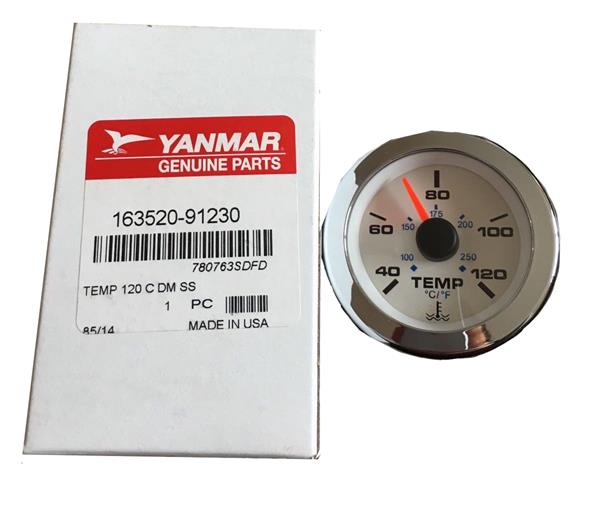 YANMAR
GENUINE PARTS
163520-91230
780763SDFD
TEMP 120 C DM SS
1 PC
85/14 MADE IN USA
80
175
60 150 200 100
100 250
40 TEMP 120
°C/°F